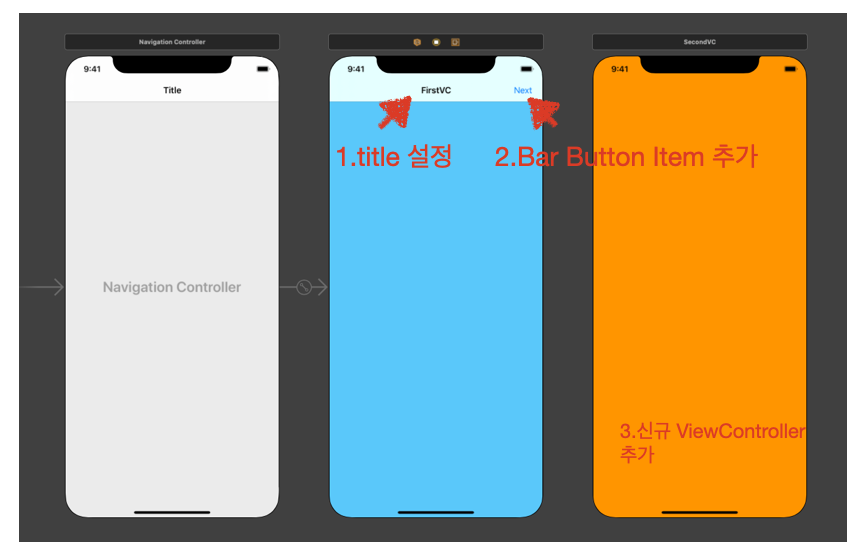 Navigation Controller
SecondVC
9:41
9:41
9:41
Title
FirstVC
Next
1.title 설정
2.Bar Button Item 추가
Navigation Controller
3.신규 ViewController
추가